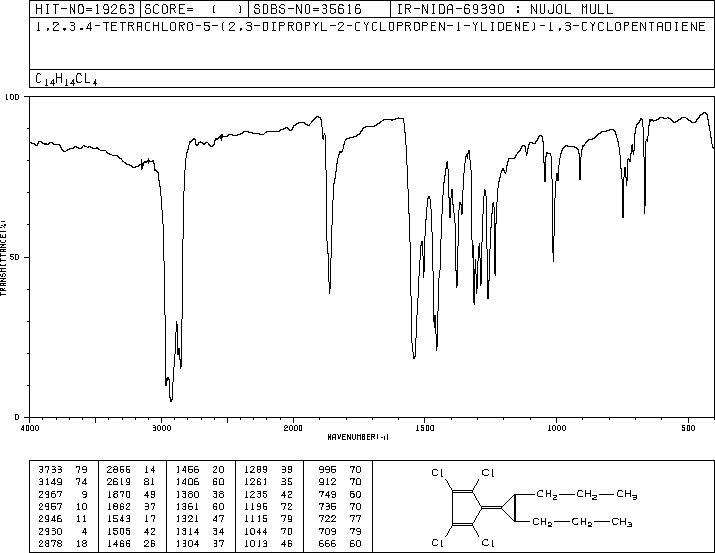 HIT-NO=19263 SCORE= ( ) SDBS-NO=35616 IR-NIDA-69390 : NUJOL MULL
1,2,3,4-TETRACHLORO-5-(2,3-DIPROPYL-2-CYCLOPROPEN-1-YLIDENE)-1,3-CYCLOPENTADIENE
C14H14CL4
100
50
0
TRANSMITTANCE(%)
4000 3000 2000 1500 1000 500
WAVENUMBER(-1)
3733 79 2866 14 1466 20 1289 39 996 70
3149 74 2619 81 1406 60 1261 35 912 70
2967 9 1870 49 1380 38 1235 42 749 60
2957 10 1862 37 1361 60 1196 72 736 70
2946 11 1543 17 1321 47 1115 79 722 77
2930 4 1505 42 1314 34 1044 70 709 79
2878 18 1466 26 1304 37 1013 46 666 60
Cl Cl
CH2 CH2 CH3
CH2 CH2 CH3
Cl Cl